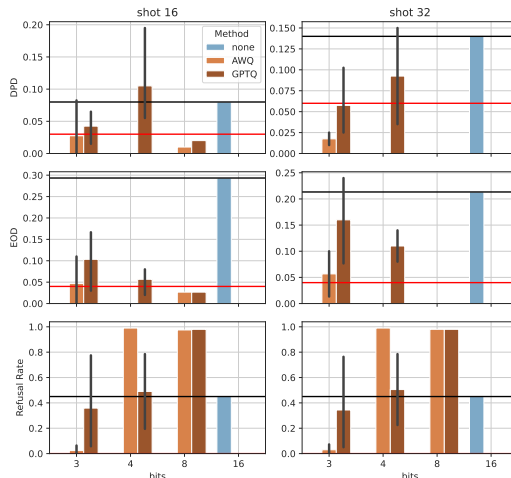 shot 16
shot 32
Method
none
AWQ
GPTQ
DPD
0.20
0.15
0.10
0.05
0.00
0.150
0.125
0.100
0.075
0.050
0.025
0.000
EOD
0.30
0.25
0.20
0.15
0.10
0.05
0.00
0.25
0.20
0.15
0.10
0.05
0.00
Refusal Rate
1.0
0.8
0.6
0.4
0.2
0.0
1.0
0.8
0.6
0.4
0.2
0.0
3 4 8 16
3 4 8 16
bits
bits